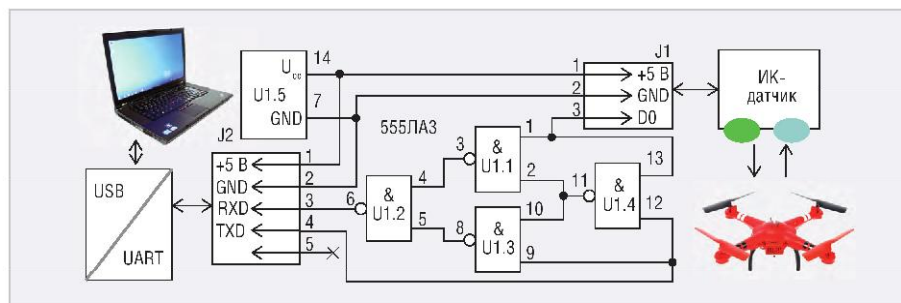 U cc
U1.5
GND
14
7
J2
+5 В
GND
RXD
TXD
1
2
3
4
5
USB
UART
555ЛА3
6
&
U1.2
4
5
3
&
U1.1
1
2
8
&
U1.3
10
9
11
&
U1.4
13
12
J1
1
2
3
+5 В
GND
D0
ИК-
датчик